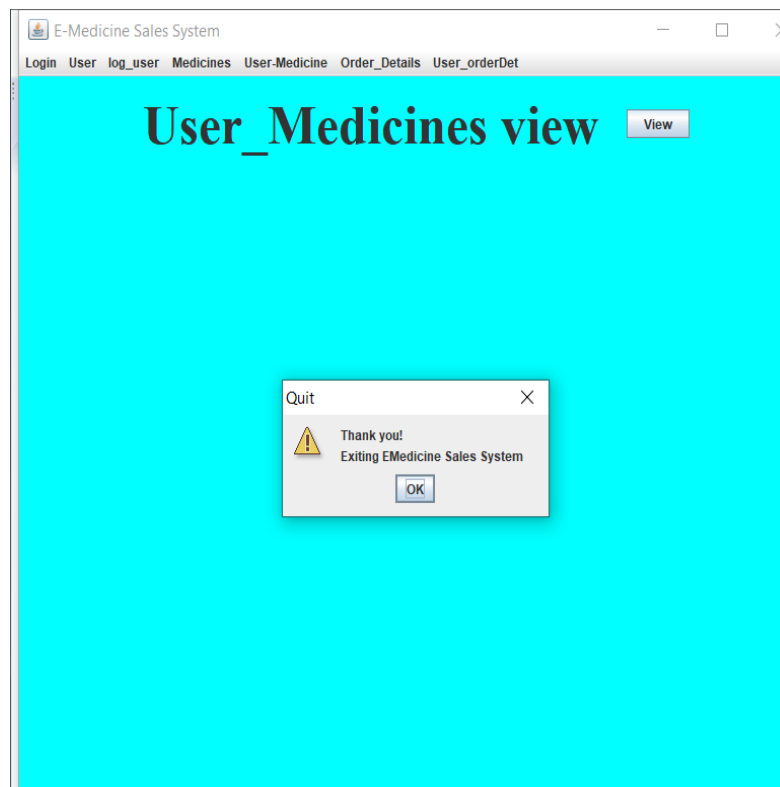 E-Medicine Sales System
Login User log_user Medicines User-Medicine Order_Details User_orderDet
User_Medicines view View
Quit
Thank you!
Exiting EMedicine Sales System
OK